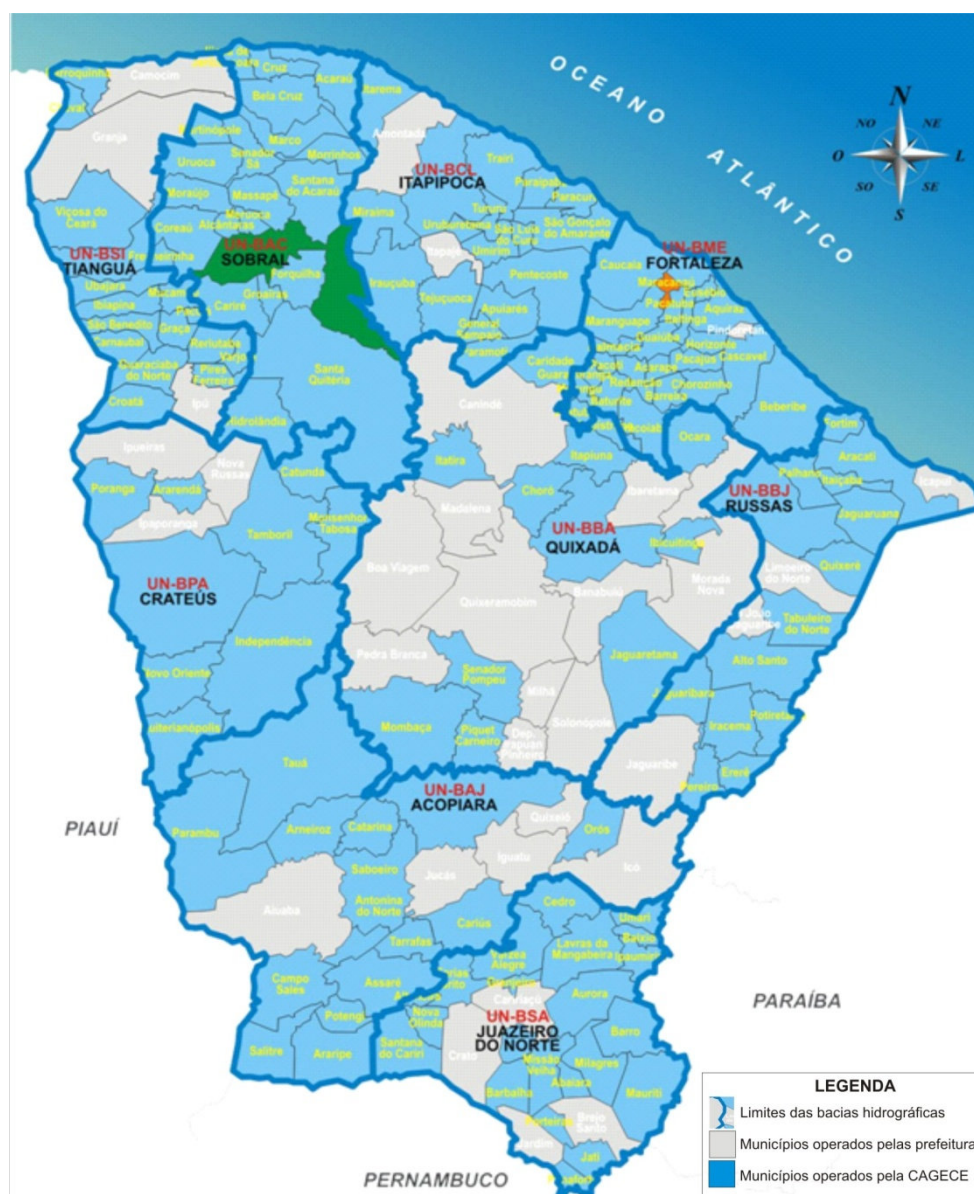 OCEANO
ATLÂNTICO
N
NO
NE
O
L
SO
SE
S
Camocim
Cruz
Acaraú
Itarema
Bela Cruz
Granja
Amontada
Marco
Uruoca
Senador
Sá
Morrinhos
Trairi
UN-BCL
ITAPIPOCA
Moraújo
Massapê
Santana
do Acaraú
Paraipaba
Paracuru
Viçosa do
Ceará
Miraíma
Tururu
Coreaú
Meruoca
Alcântaras
Uruburetama
São Luis
do Curu
São Gonçalo
do Amarante
UN-BSI
TIANGUÁ
UN-BAC
SOBRAL
Itapajé
Umirim
UN-BME
FORTALEZA
Caucaia
Forquilha
Irauçuba
Pentecoste
Maracanaú
Eusébio
Ubajara
Ibiapina
Groaíras
Cariré
Tejuçuoca
Apuiarés
Pacatuba
Aquiraz
Itaitinga
São Benedito
Graça
General
Sampaio
Maranguape
Guaiúba
Carnaubal
Reriutaba
Horizonte
Pacajus
Cascavel
Guaraciaba
do Norte
Pires
Ferreira
Santa
Quitéria
Caridade
Acarape
Redenção
Chorozinho
Barreira
Croatá
Ipú
Canindé
Baturité
Beberibe
Ocara
Fortim
Ipueiras
Nova
Russas
Catunda
Itatira
Itapiuna
Aracati
Poranga
Ararendá
Choró
Ibaretama
UN-BBJ
RUSSAS
Itaiçaba
Icapuí
Ipaporanga
Madalena
Jaguaruana
Tamboril
Monsenhor
Tabosa
UN-BBA
QUIXADÁ
Ibicuitinga
Boa Viagem
Limoeiro
do Norte
Quixeré
UN-BPA
CRATEÚS
Quixeramobim
Banabuiú
Morada
Nova
Tabuleiro
do Norte
Independência
Pedra Branca
Jaguaretama
Alto Santo
Novo Oriente
Senador
Pompeu
Milhã
Jaguaribara
Mombaça
Piquet
Carneiro
Solonópole
Iracema
Dep.
Irapuan
Pinheiro
Jaguaribe
Tauá
Ererê
Pereiro
UN-BAJ
ACOPIARA
PIAUÍ
Parambu
Arneiroz
Catarina
Quixelô
Orós
Iguatu
Icó
Saboeiro
Jucás
Aiuaba
Antonina
do Norte
Cariús
Cedro
Umari
Baixio
Tarrafas
Lavras da
Mangabeira
Várzea
Alegre
Campo
Sales
Assaré
Aurora
PARAÍBA
Potengi
Nova
Olinda
UN-BSA
JUAZEIRO
DO NORTE
Barro
Salitre
Araripe
Santana
do Cariri
Crato
Missão
Velha
Milagres
Barbalha
Abaiara
Mauriti
Brejo
Santo
Jardim
Jati
PERNAMBUCO
LEGENDA
Limites das bacias hidrográficas
Municípios operados pelas prefeitura
Municípios operados pela CAGECE